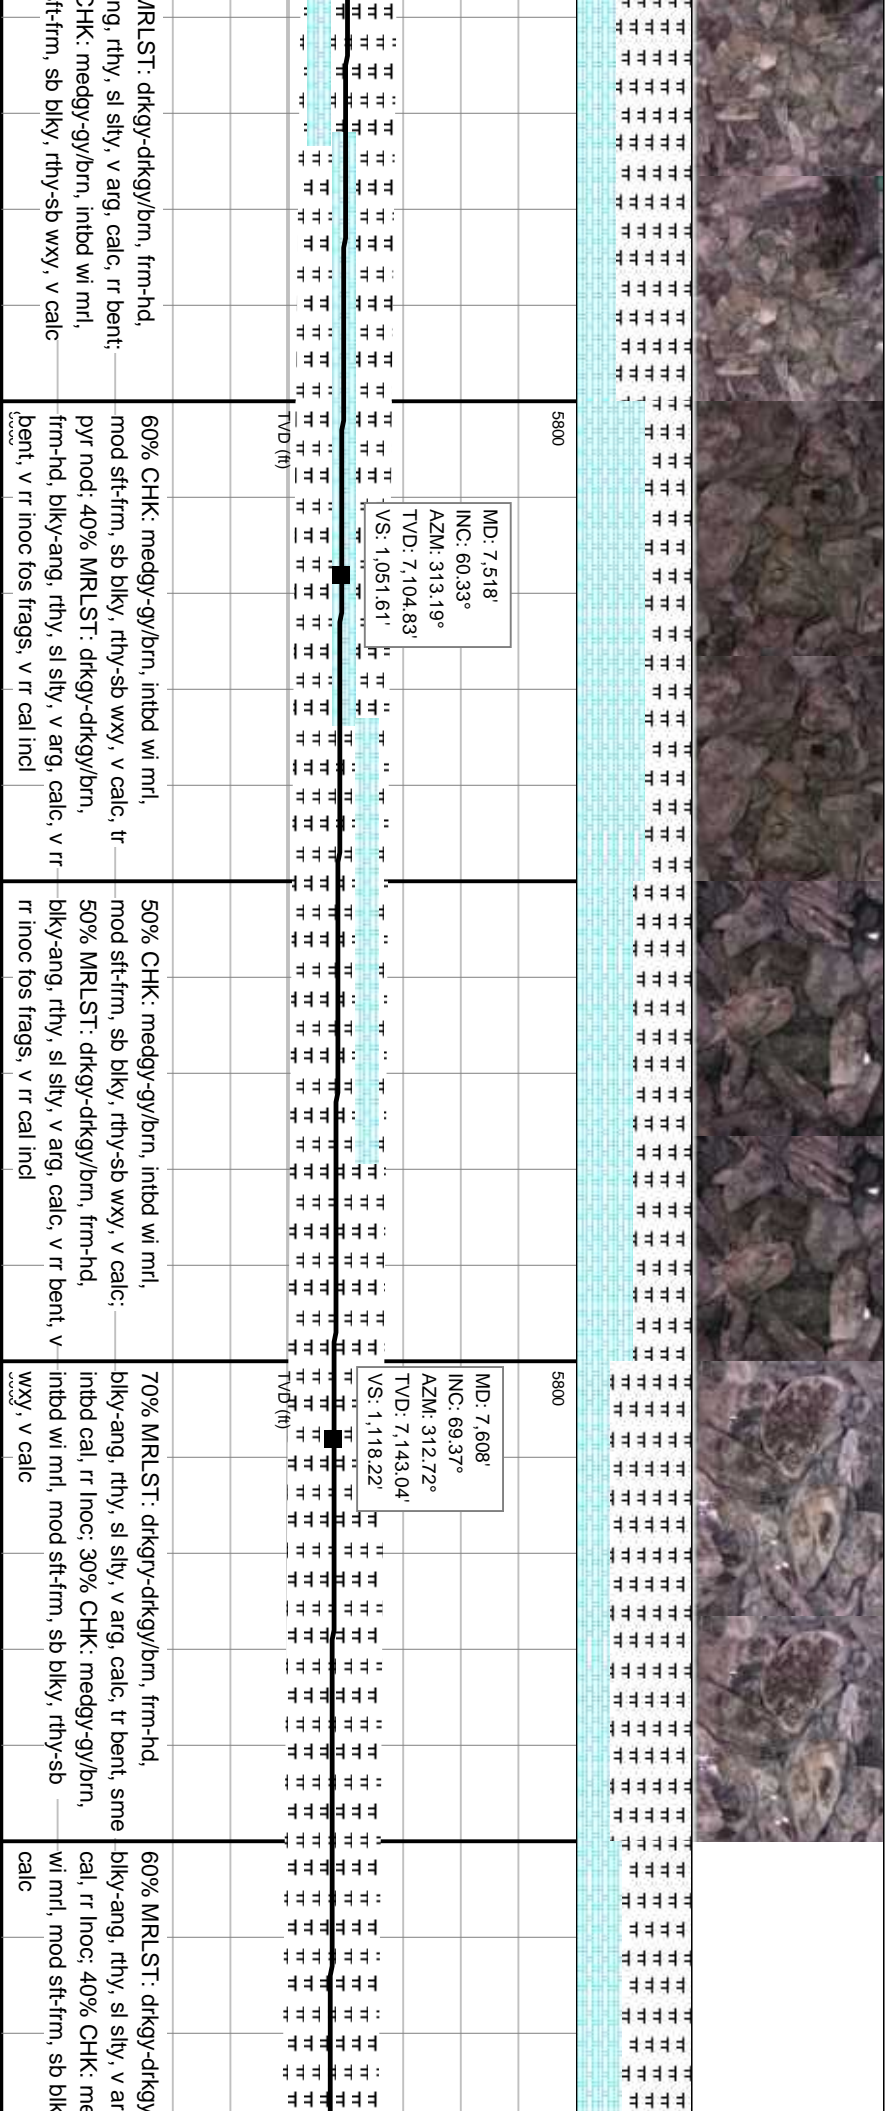 MRLST: drkgy-drkgy/brn, frm-hd,
ng, rthy, sl slty, v arg, calc, rr bent;
CHK: medgy-gy/brn, intbd wi mrl,
ft-frm, sb blky, rthy-sb wxy, v calc
5800
TVD (ft)
MD: 7,518'
INC: 60.33°
AZM: 313.19°
TVD: 7,104.83'
VS: 1,051.61'
60% CHK: medgy-gy/brn, intbd wi mrl,
mod sft-frm, sb blky, rthy-sb wxy, v calc, tr
pyr nod; 40% MRLST: drkgy-drkgy/brn,
frm-hd, blky-ang, rthy, sl slty, v arg, calc, v rr
bent, v rr inoc fos frags, v rr cal incl
50% CHK: medgy-gy/brn, intbd wi mrl,
mod sft-frm, sb blky, rthy-sb wxy, v calc;
50% MRLST: drkgy-drkgy/brn, frm-hd,
blky-ang, rthy, sl slty, v arg, calc, v rr bent, v
rr inoc fos frags, v rr cal incl
5800
TVD (ft)
MD: 7,608'
INC: 69.37°
AZM: 312.72°
TVD: 7,143.04'
VS: 1,118.22'
70% MRLST: drkgry-drkgy/brn, frm-hd,
blky-ang, rthy, sl slty, v arg, calc, tr bent, sme
intbd cal, rr Inoc; 30% CHK: medgy-gy/brn,
intbd wi mrl, mod sft-frm, sb blky, rthy-sb
wxy, v calc
60% MRLST: drkgy-drkgy
blky-ang, rthy, sl slty, v ar
cal, rr Inoc; 40% CHK: me
wi mrl, mod sft-frm, sb blk
calc